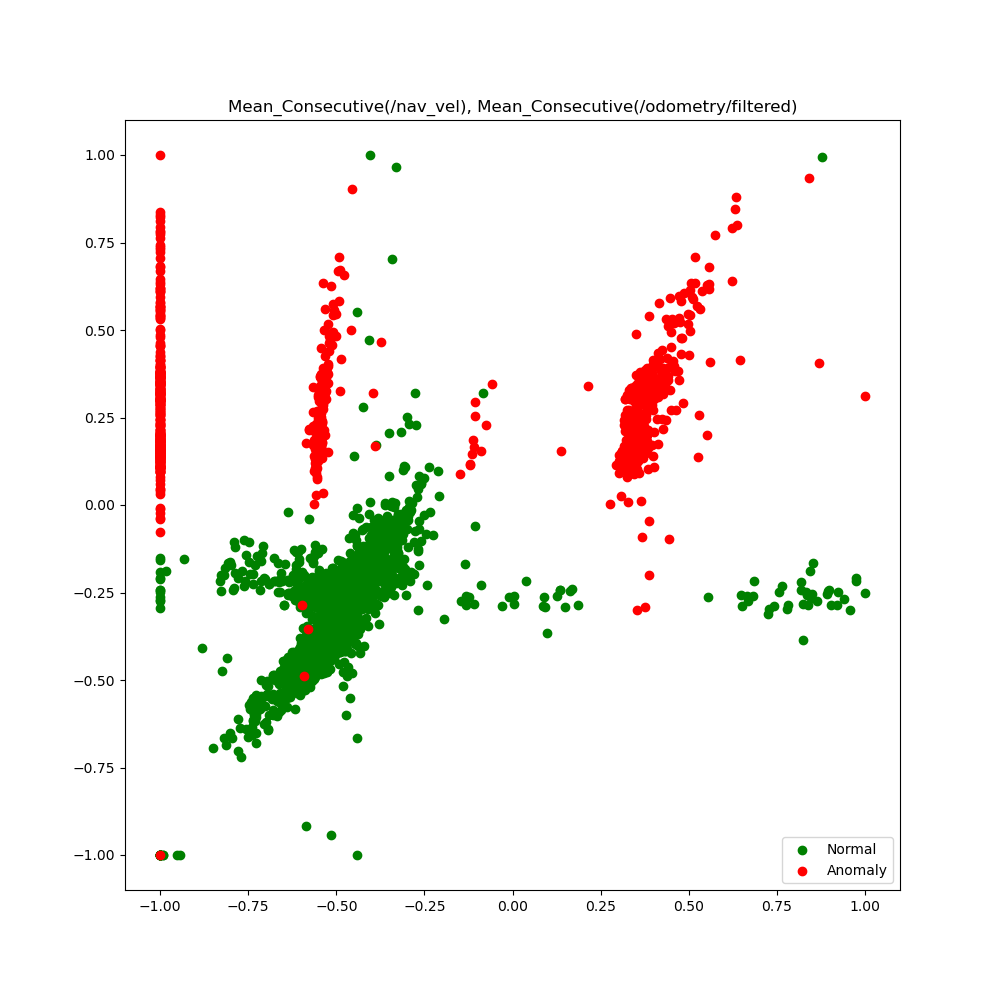 Mean_Consecutive(/nav_vel), Mean_Consecutive(/odometry/filtered)
1.00
0.75
0.50
0.25
0.00
−0.25
−0.50
−0.75
−1.00
−1.00 −0.75 −0.50 −0.25 0.00 0.25 0.50 0.75 1.00
Normal
Anomaly